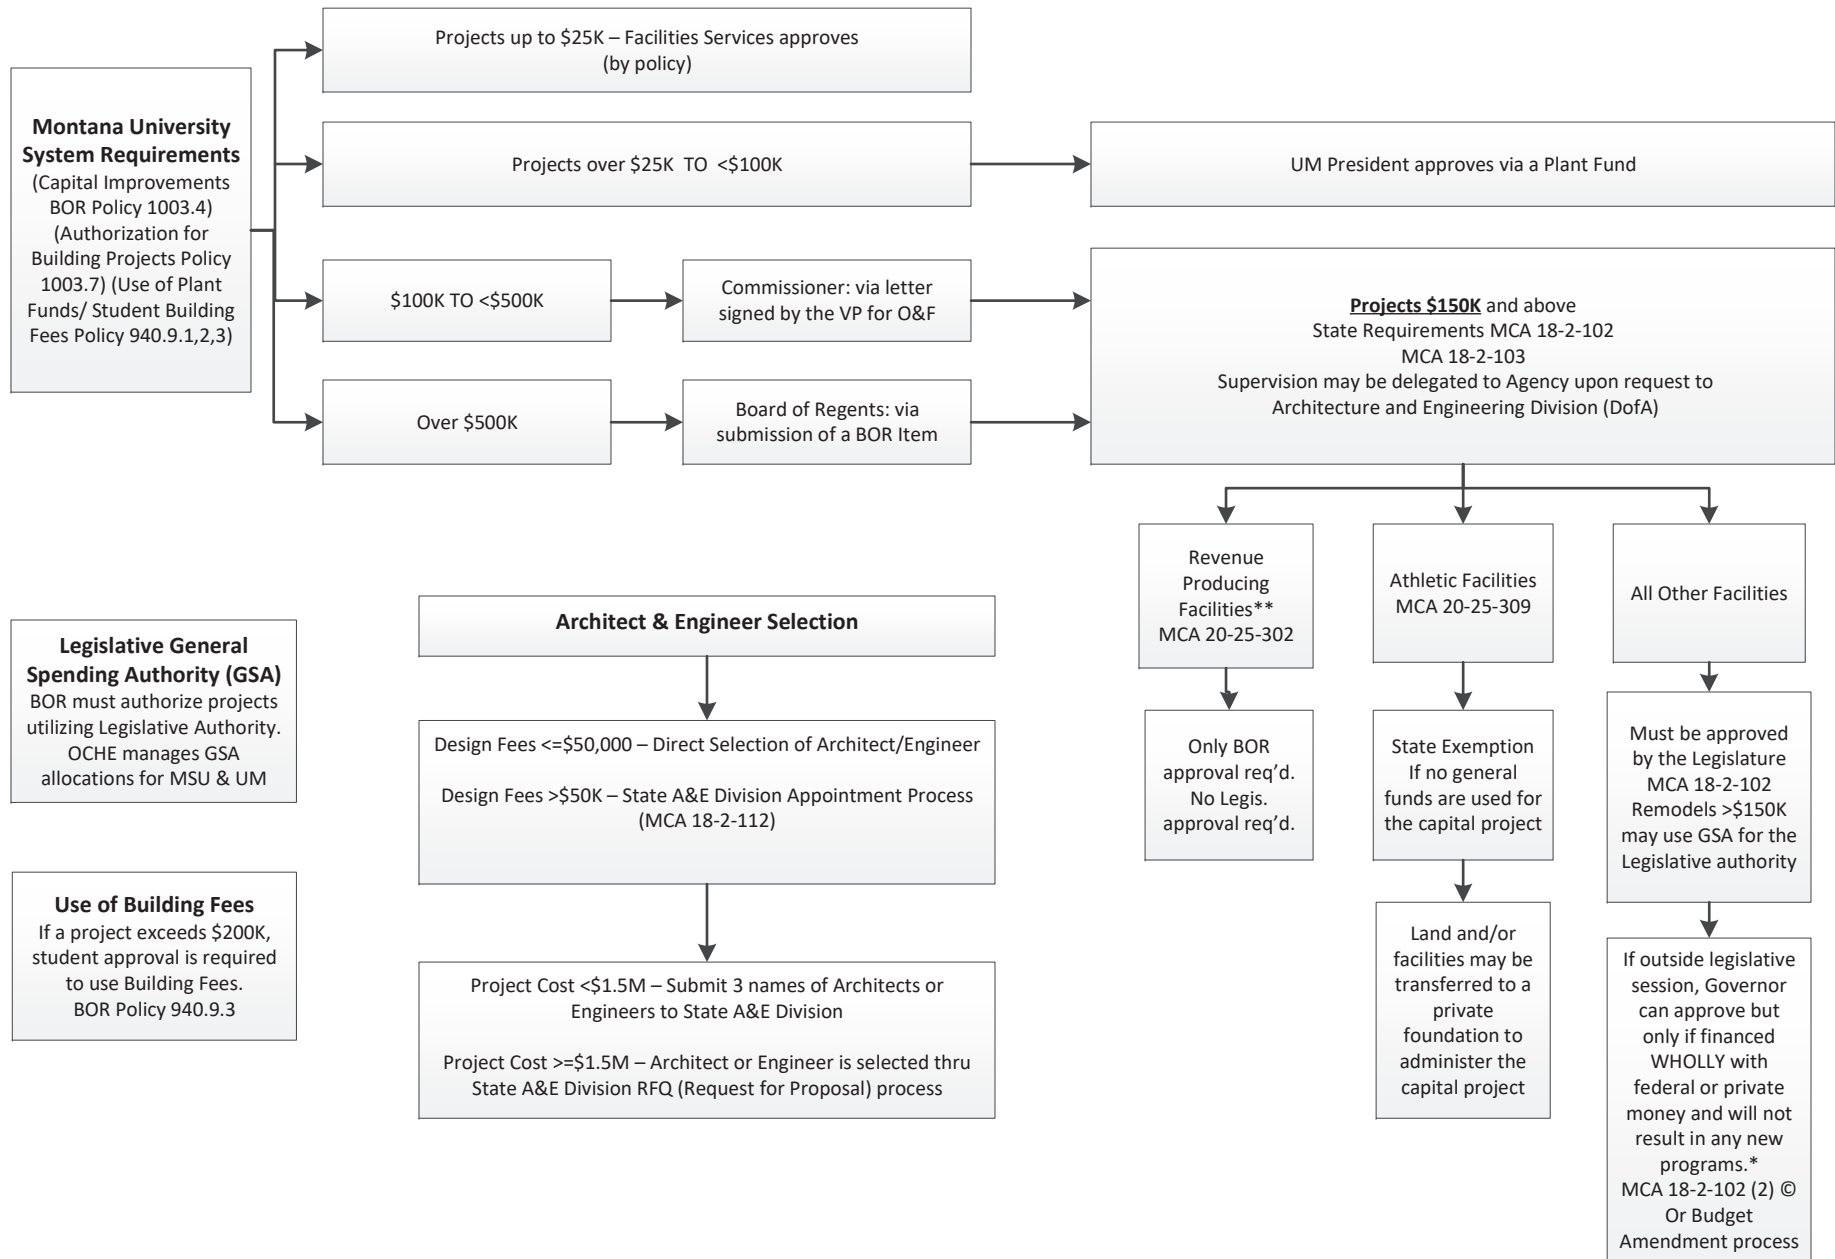 Projects up to $25K – Facilities Services approves
(by policy)
Montana University
System Requirements
(Capital Improvements
BOR Policy 1003.4)
(Authorization for
Building Projects Policy
1003.7) (Use of Plant
Funds/ Student Building
Fees Policy 940.9.1,2,3)
Projects over $25K TO <$100K
UM President approves via a Plant Fund
$100K TO <$500K
Commissioner: via letter
signed by the VP for O&F
Over $500K
Board of Regents: via
submission of a BOR Item
Projects $150K and above
State Requirements MCA 18-2-102
MCA 18-2-103
Supervision may be delegated to Agency upon request to
Architecture and Engineering Division (DofA)
Revenue
Producing
Facilities**
MCA 20-25-302
Only BOR
approval req’d.
No Legis.
approval req’d.
Athletic Facilities
MCA 20-25-309
State Exemption
If no general
funds are used for
the capital project
Land and/or
facilities may be
transferred to a
private
foundation to
administer the
capital project
All Other Facilities
Must be approved
by the Legislature
MCA 18-2-102
Remodels >$150K
may use GSA for the
Legislative authority
If outside legislative
session, Governor
can approve but
only if financed
WHOLLY with
federal or private
money and will not
result in any new
programs.*
MCA 18-2-102 (2) ©
Or Budget
Amendment process
Legislative General
Spending Authority (GSA)
BOR must authorize projects
utilizing Legislative Authority.
OCHE manages GSA
allocations for MSU & UM
Use of Building Fees
If a project exceeds $200K,
student approval is required
to use Building Fees.
BOR Policy 940.9.3
Architect & Engineer Selection
Design Fees <=$50,000 – Direct Selection of Architect/Engineer
Design Fees >$50K – State A&E Division Appointment Process
(MCA 18-2-112)
Project Cost <$1.5M – Submit 3 names of Architects or
Engineers to State A&E Division
Project Cost >=$1.5M – Architect or Engineer is selected thru
State A&E Division RFQ (Request for Proposal) process